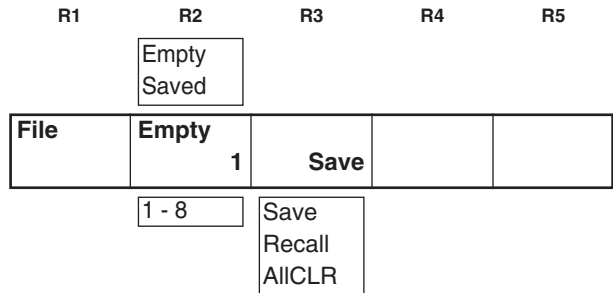 R1 R2 R3 R4 R5
Empty
Saved
File Empty
1 Save
1 - 8 Save
Recall
AllCLR